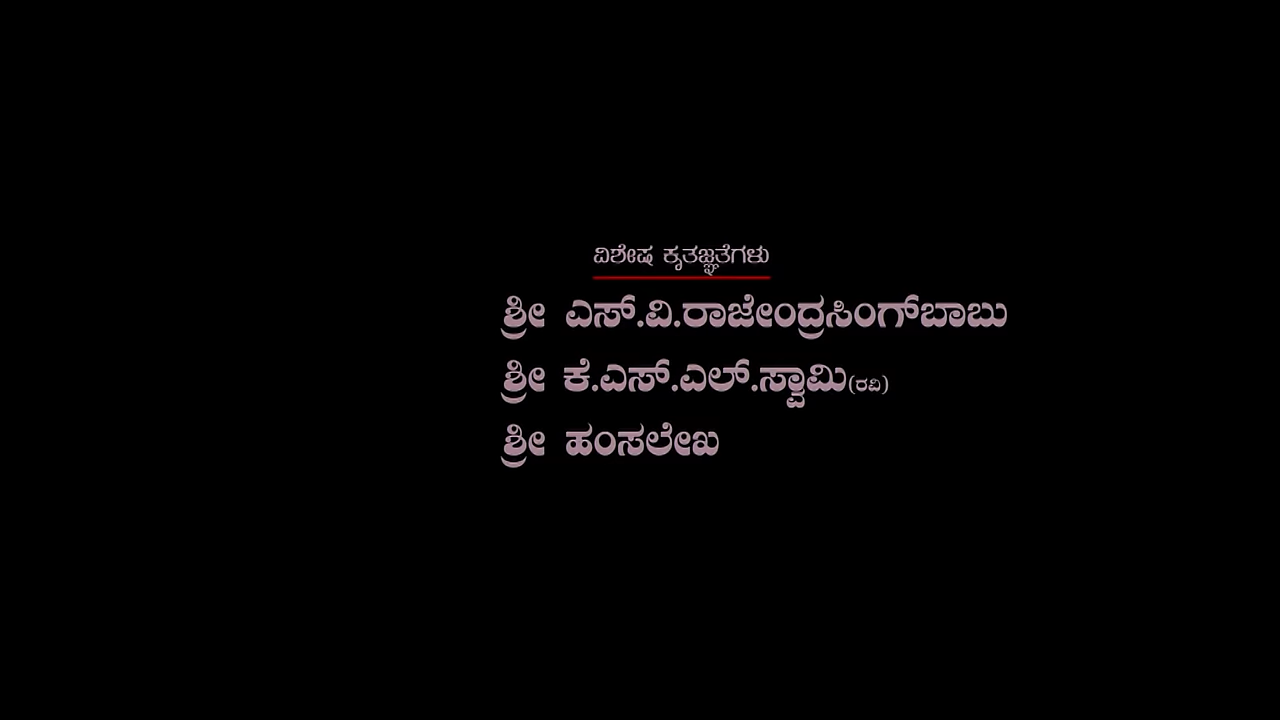 ವಿಶೇಷ ಕೃತಜ್ಞತೆಗಳು
ಶ್ರೀ ಎಸ್.ವಿ.ರಾಜೇಂದ್ರಸಿಂಗ್‌ಬಾಬು
ಶ್ರೀ ಕೆ.ಎಸ್.ಎಲ್.ಸ್ವಾಮಿ(ರವಿ)
ಶ್ರೀ ಹಂಸಲೇಖ